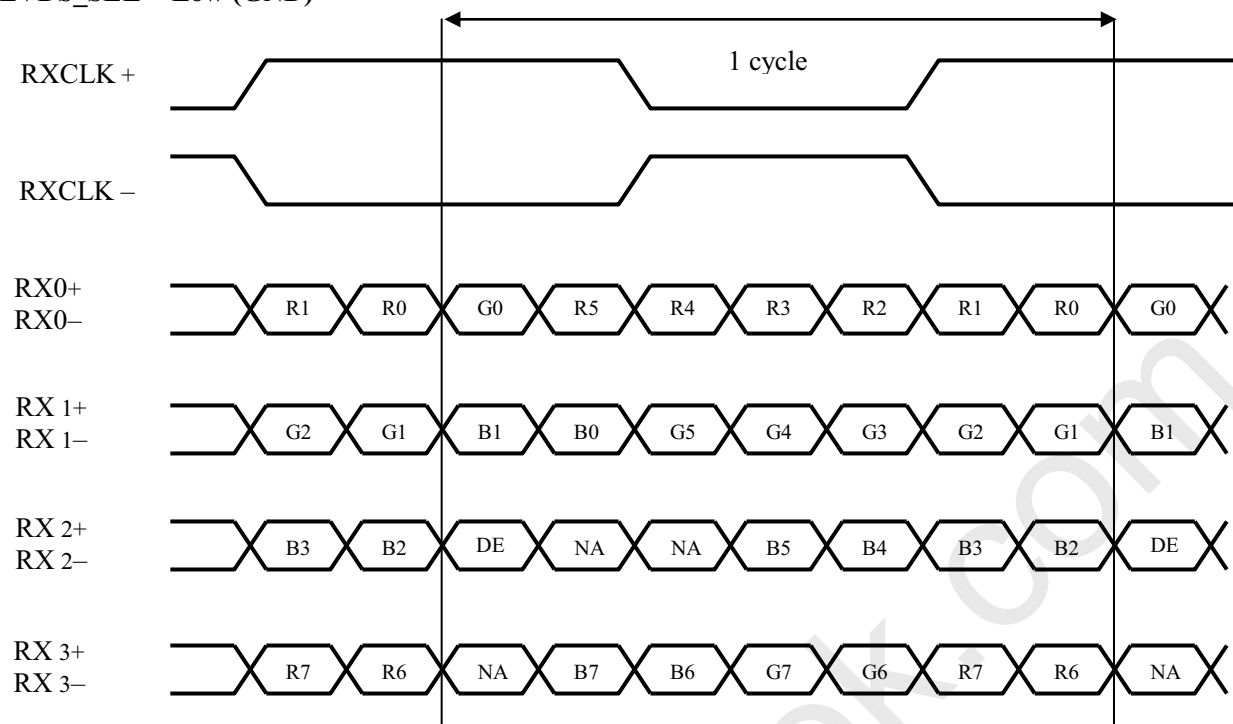 1 cycle
RXCLK +
RXCLK –
RX0+
RX0–
R1 R0 G0 R5 R4 R3 R2 R1 R0 G0
RX 1+
RX 1–
G2 G1 B1 B0 G5 G4 G3 G2 G1 B1
RX 2+
RX 2–
B3 B2 DE NA NA B5 B4 B3 B2 DE
RX 3+
RX 3–
R7 R6 NA B7 B6 G7 G6 R7 R6 NA